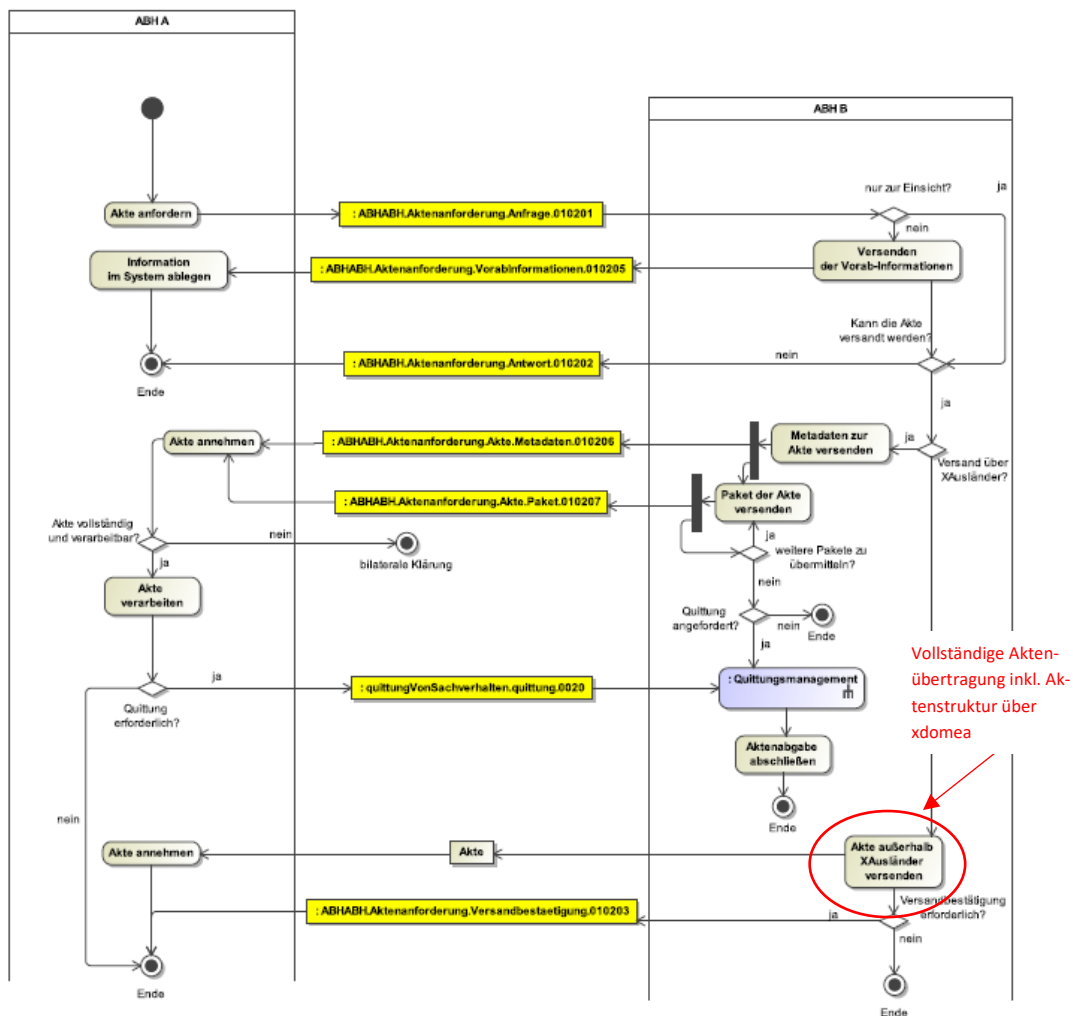 ABH A
ABH B
nur zur Einsicht?
ja
Akte anfordern
: ABHABH.Aktenanforderung.Anfrage.010201
nein
Information
im System ablegen
: ABHABH.Aktenanforderung.VorabInformationen.010205
Versenden
der Vorab-Informationen
Kann die Akte
versandt werden?
nein
: ABHABH.Aktenanforderung.Antwort.010202
Ende
ja
Akte annehmen
: ABHABH.Aktenanforderung.Akte.Metadaten.010206
Metadaten zur
Akte versenden
ja
Versand über
XAusländer?
: ABHABH.Aktenanforderung.Akte.Paket.010207
Paket der Akte
versenden
Akte vollständig
und verarbeitbar?
nein
bilaterale Klärung
ja
ja
weitere Pakete zu
übermitteln?
nein
Akte
verarbeiten
Quittung
angefordert?
nein
Ende
ja
Vollständige Akten-
übertragung inkl. Ak-
tenstruktur über
xdomea
ja
: quittungVonSachverhalten.quittung.0020
: Quittungsmanagement
Quittung
erforderlich?
Aktenabgabe
abschließen
Ende
nein
Akte annehmen
Akte
Akte außerhalb
XAusländer
versenden
Versandbestätigung
erforderlich?
: ABHABH.Aktenanforderung.Versandbestaetigung.010203
ja
nein
Ende
Ende